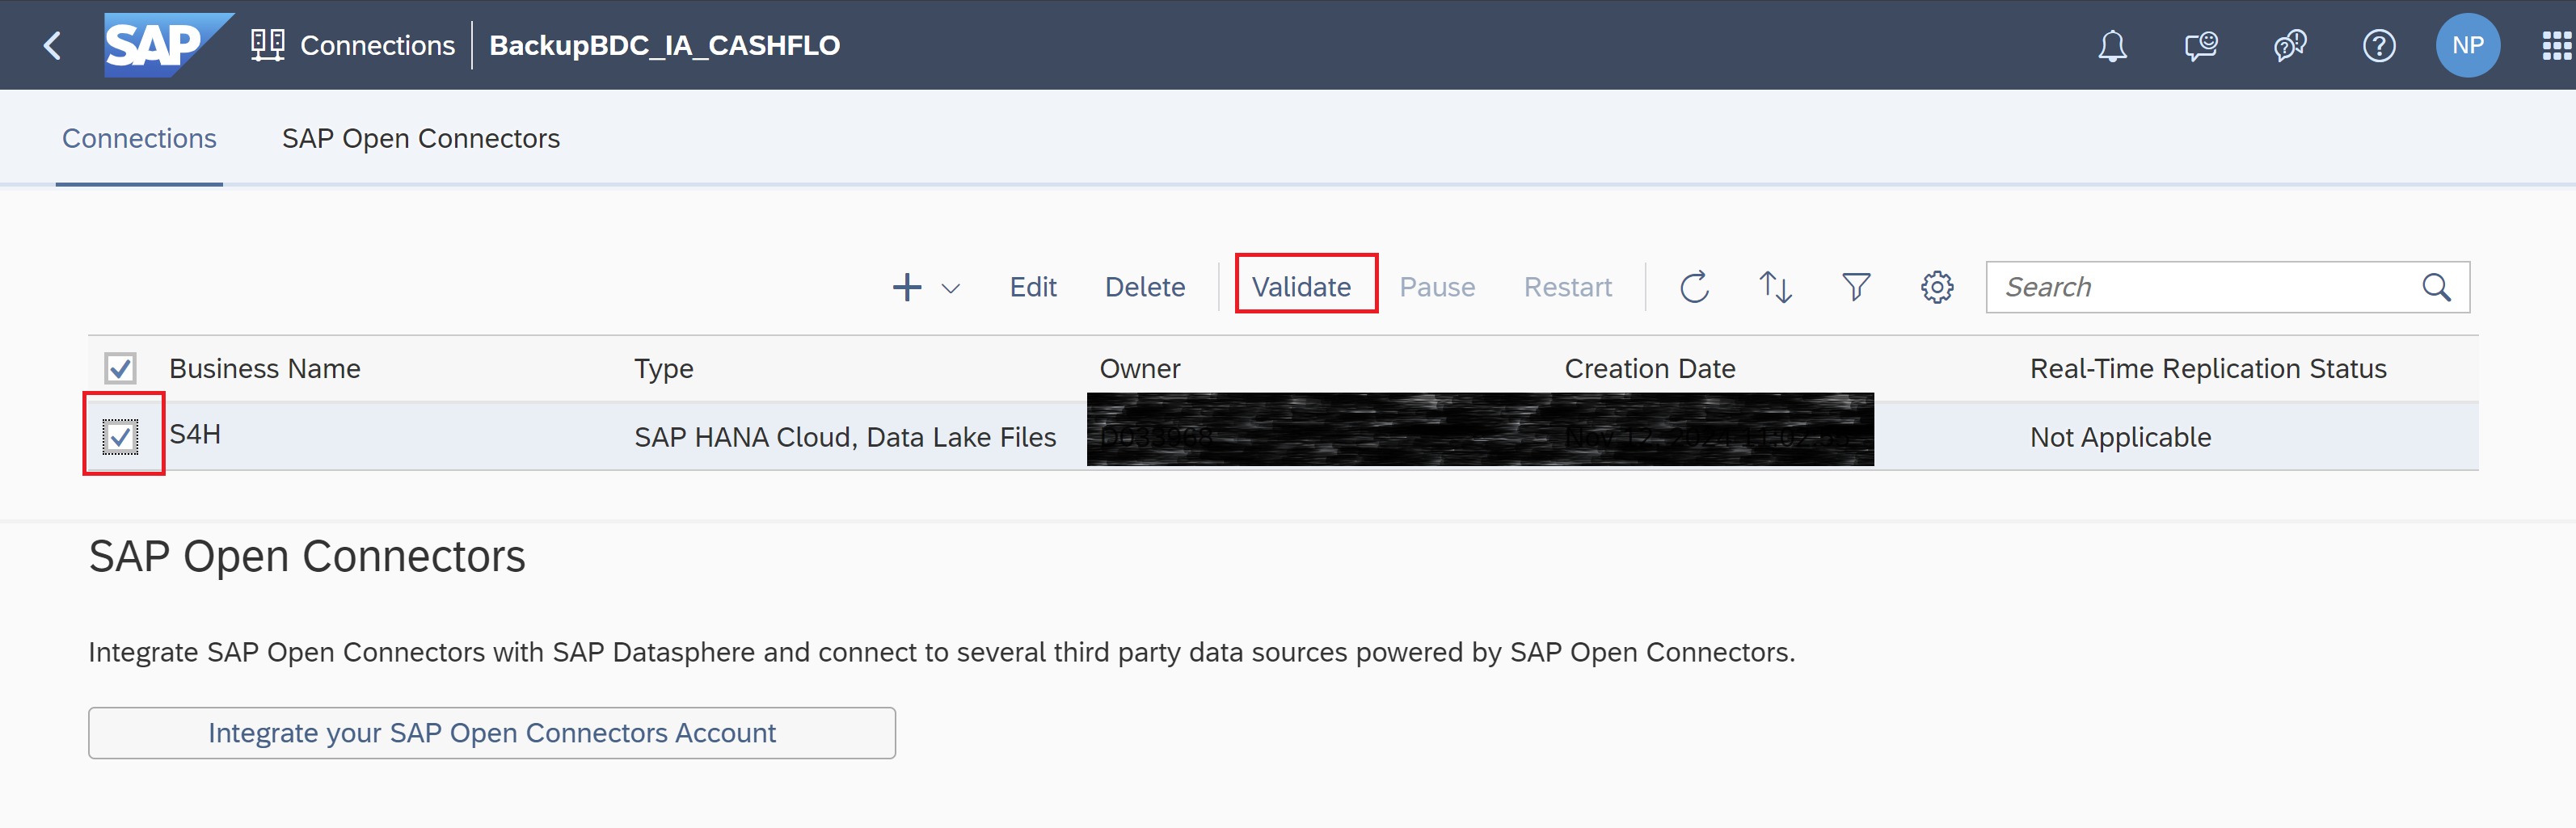 SAP Connections BackupBDC_IA_CASHFLO NP
Connections SAP Open Connectors
Edit Delete Validate Pause Restart Search
Business Name Type Owner Creation Date Real-Time Replication Status
S4H SAP HANA Cloud, Data Lake Files Not Applicable
SAP Open Connectors
Integrate SAP Open Connectors with SAP Datasphere and connect to several third party data sources powered by SAP Open Connectors.
Integrate your SAP Open Connectors Account